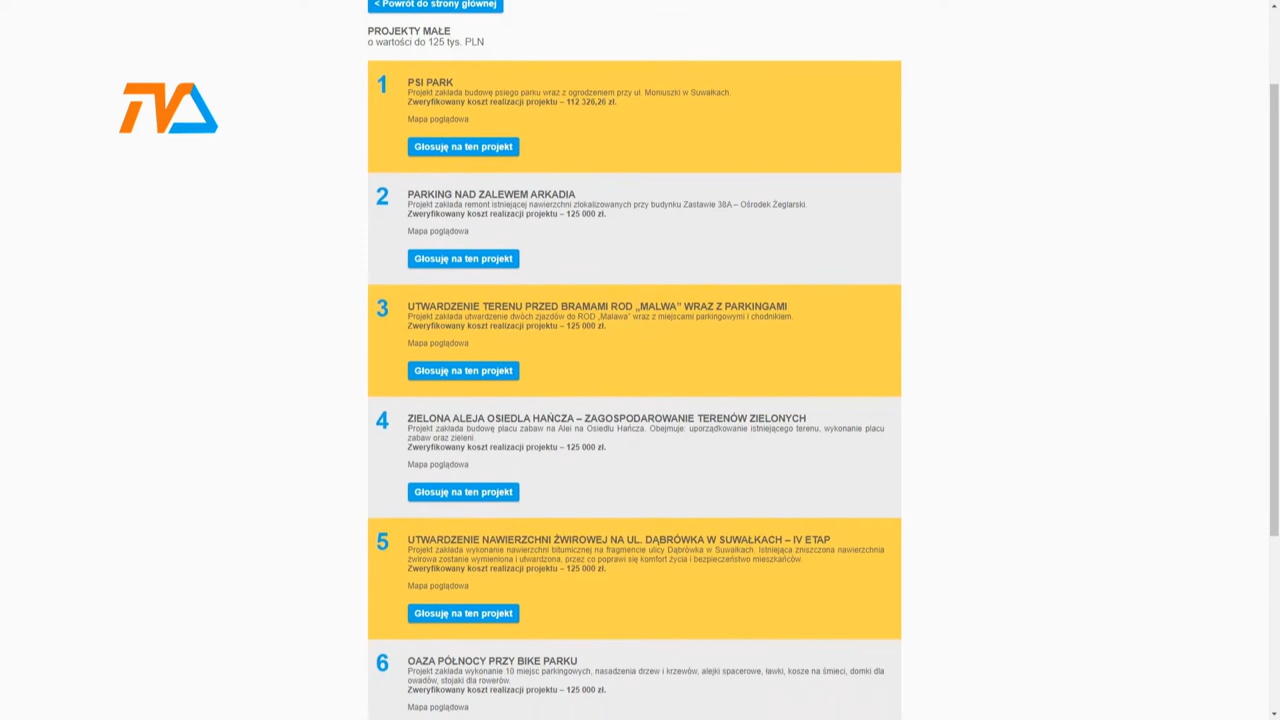 < Powrót do strony głównej
PROJEKTY MAŁE
o wartości do 125 tys. PLN
TVA
1
PSI PARK
Projekt zakłada budowę psiego parku wraz z ogrodzeniem przy ul. Moniuszki w Suwałkach.
Zweryfikowany koszt realizacji projektu – 112 326,26 zł.
Mapa poglądowa
Głosuję na ten projekt
2
PARKING NAD ZALEWEM ARKADIA
Projekt zakłada remont istniejącej nawierzchni zlokalizowanych przy budynku Zastawie 38A – Ośrodek Żeglarski.
Zweryfikowany koszt realizacji projektu – 125 000 zł.
Mapa poglądowa
Głosuję na ten projekt
3
UTWARDZENIE TERENU PRZED BRAMAMI ROD „MALWA” WRAZ Z PARKINGAMI
Projekt zakłada utwardzenie dwóch zjazdów do ROD „Malawa” wraz z miejscami parkingowymi i chodnikiem.
Zweryfikowany koszt realizacji projektu – 125 000 zł.
Mapa poglądowa
Głosuję na ten projekt
4
ZIELONA ALEJA OSIEDLA HAŃCZA – ZAGOSPODAROWANIE TERENÓW ZIELONYCH
Projekt zakłada budowę placu zabaw na Alei na Osiedlu Hańcza. Obejmuje: uporządkowanie istniejącego terenu, wykonanie placu
zabaw oraz zieleni.
Zweryfikowany koszt realizacji projektu – 125 000 zł.
Mapa poglądowa
Głosuję na ten projekt
5
UTWARDZENIE NAWIERZCHNI ŻWIROWEJ NA UL. DĄBRÓWKA W SUWAŁKACH – IV ETAP
Projekt zakłada wykonanie nawierzchni bitumicznej na fragmencie ulicy Dąbrówka w Suwałkach. Istniejąca zniszczona nawierzchnia
żwirowa zostanie wymieniona i utwardzona, przez co poprawi się komfort życia i bezpieczeństwo mieszkańców.
Zweryfikowany koszt realizacji projektu – 125 000 zł.
Mapa poglądowa
Głosuję na ten projekt
6
OAZA PÓŁNOCY PRZY BIKE PARKU
Projekt zakłada wykonanie 10 miejsc parkingowych, nasadzenia drzew i krzewów, alejki spacerowe, ławki, kosze na śmieci, domki dla
owadów, stojaki dla rowerów.
Zweryfikowany koszt realizacji projektu – 125 000 zł.
Mapa poglądowa